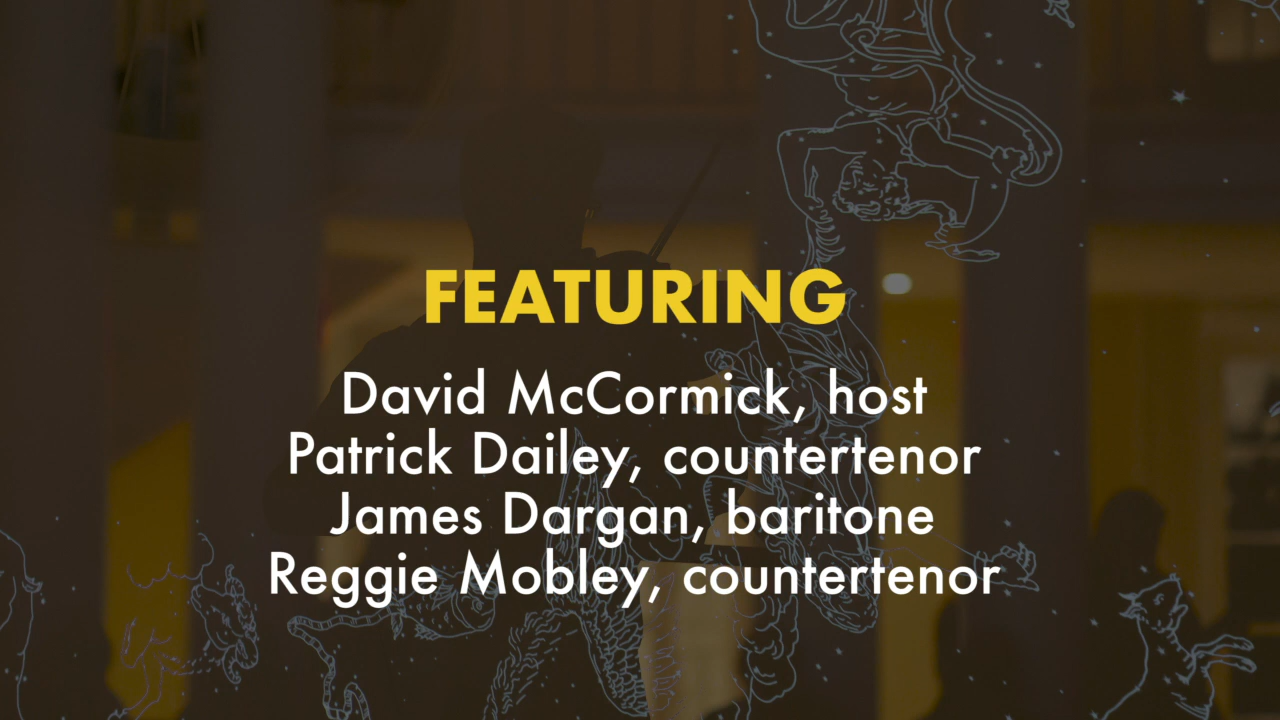 FEATURING
David McCormick, host
Patrick Dailey, countertenor
James Dargan, baritone
Reggie Mobley, countertenor